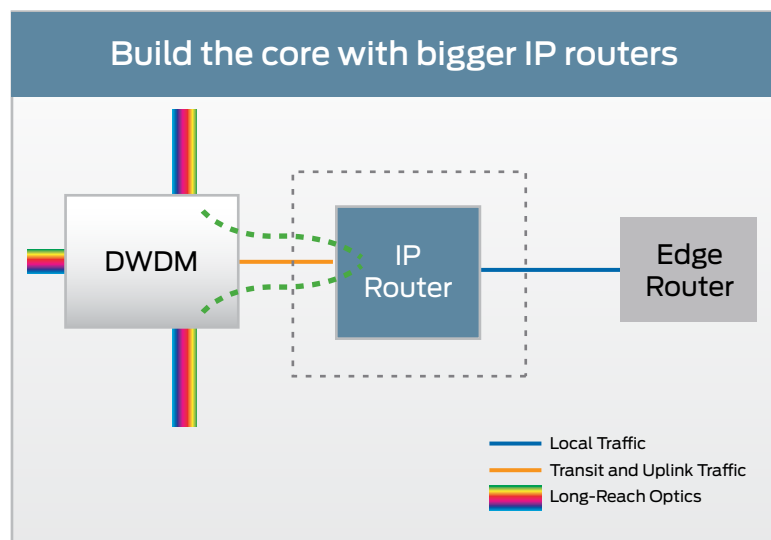 Build the core with bigger IP routers
DWDM
IP
Router
Edge
Router
Local Traffic
Transit and Uplink Traffic
Long-Reach Optics